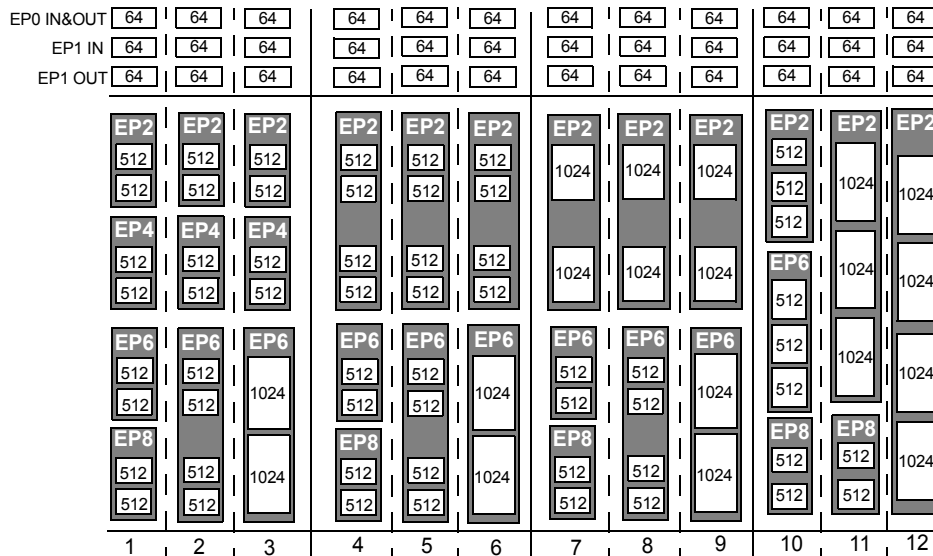 EP0 IN&OUT 64 64 64 64 64 64 64 64 64 64 64 64
EP1 IN 64 64 64 64 64 64 64 64 64 64 64 64
EP1 OUT 64 64 64 64 64 64 64 64 64 64 64 64
EP2 EP2 EP2 EP2 EP2 EP2 EP2 EP2 EP2 EP2 EP2 EP2
512 512 512 512 512 512 1024 1024 1024 512 1024 1024
512 512 512 512 512 512 512
512
EP4 EP4 EP4
512 512 512 512 512 512 1024 1024 1024 EP6 1024 1024
512 512 512 512 512 512 512
EP6 EP6 EP6 EP6 EP6 EP6 EP6 EP6 EP6 512 1024
512 512 1024 512 512 1024 512 512 1024 512 1024
512 512 512 512 512 512
EP8 EP8 EP8 EP8 EP8
512 512 1024 512 512 1024 512 512 1024 512 512 1024
512 512 512 512 512 512 512 512
1 2 3 4 5 6 7 8 9 10 11 12